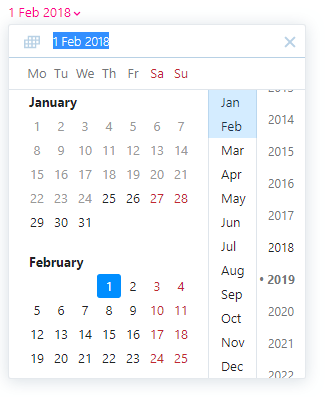 1 Feb 2018
1 Feb 2018
Mo Tu We Th Fr Sa Su
January
1 2 3 4 5 6 7
8 9 10 11 12 13 14
15 16 17 18 19 20 21
22 23 24 25 26 27 28
29 30 31
February
1 2 3 4
5 6 7 8 9 10 11
12 13 14 15 16 17 18
19 20 21 22 23 24 25
Jan
Feb
Mar
Apr
May
Jun
Jul
Aug
Sep
Oct
Nov
Dec
2014
2015
2016
2017
2018
• 2019
2020
2021
2022